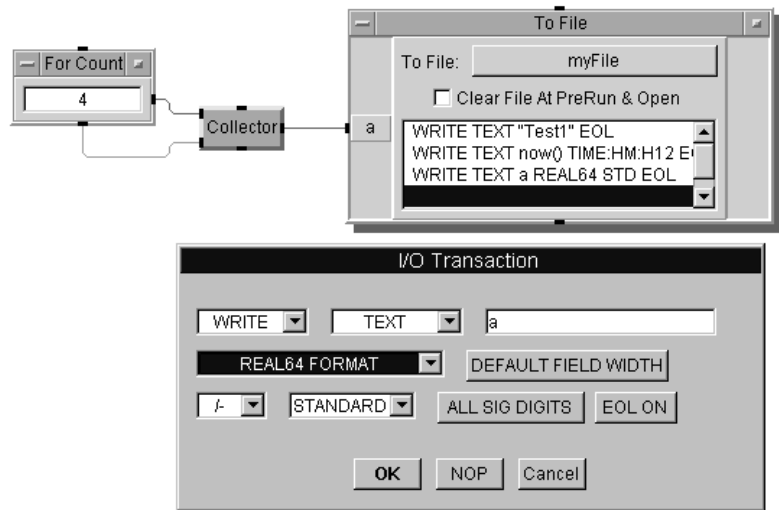 To File
For Count
To File: myFile
4
Clear File At PreRun & Open
Collector
a
WRITE TEXT "Test1" EOL
WRITE TEXT now() TIME:HM:H12 E
WRITE TEXT a REAL64 STD EOL
I/O Transaction
WRITE TEXT a
REAL64 FORMAT DEFAULT FIELD WIDTH
/- STANDARD ALL SIG DIGITS EOL ON
OK NOP Cancel